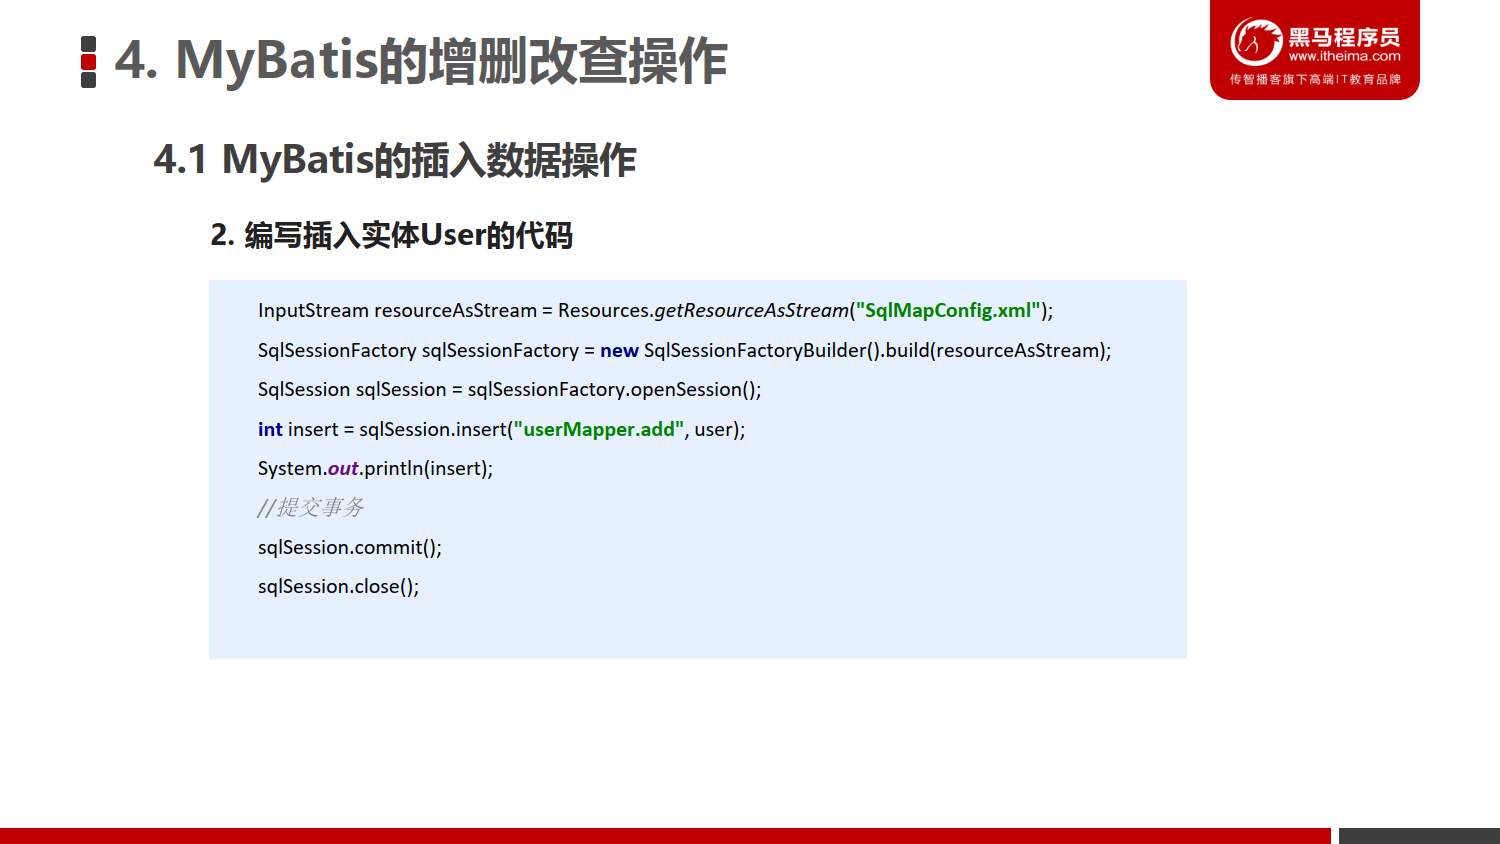 4. MyBatis的增删改查操作
黑马程序员
www.itheima.com
传智播客旗下高端IT教育品牌
4.1 MyBatis的插入数据操作
2. 编写插入实体User的代码
InputStream resourceAsStream = Resources.getResourceAsStream("SqlMapConfig.xml");
SqlSessionFactory sqlSessionFactory = new SqlSessionFactoryBuilder().build(resourceAsStream);
SqlSession sqlSession = sqlSessionFactory.openSession();
int insert = sqlSession.insert("userMapper.add", user);
System.out.println(insert);
//提交事务
sqlSession.commit();
sqlSession.close();